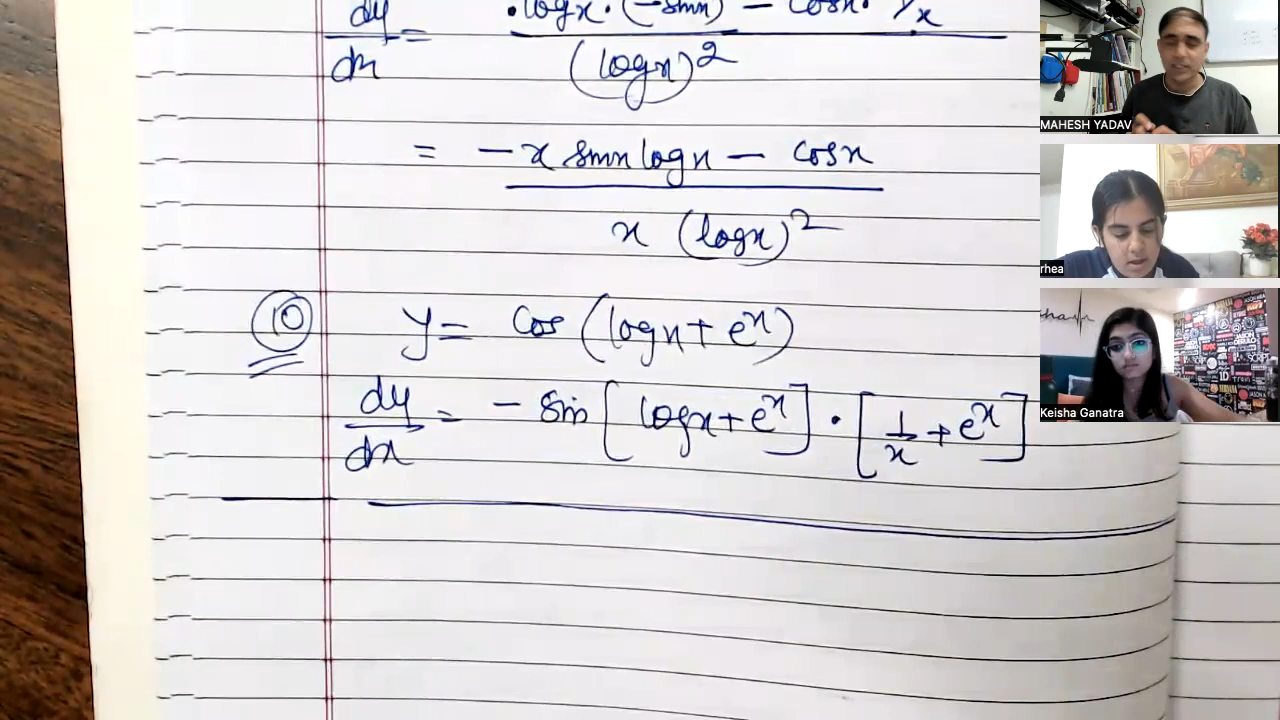 dy/dx = logx · (-sinx) - cosx · 1/x / (logx)²
= -x sinx logx - cosx / x (logx)²
MAHESH YADAV
rhea
Keisha Ganatra
10 y = cos (logx + eˣ)
dy/dx = - sin [logx + eˣ] · [1/x + eˣ]